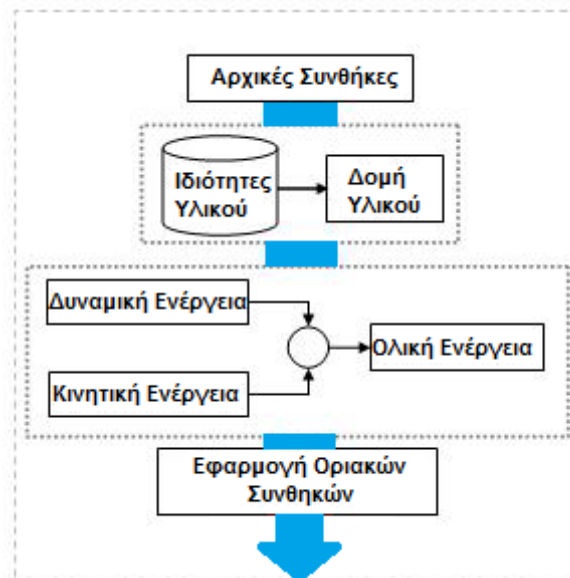 Αρχικές Συνθήκες
Ιδιότητες
Υλικού
Δομή
Υλικού
Δυναμική Ενέργεια
Ολική Ενέργεια
Κινητική Ενέργεια
Εφαρμογή Οριακών
Συνθηκών